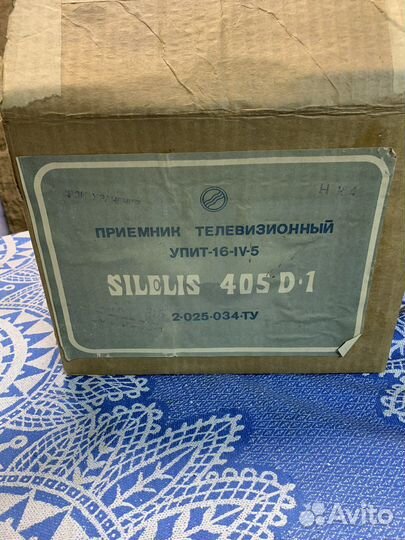 ПРИЕМНИК ТЕЛЕВИЗИОННЫЙ
УПИТ-16-IV-5
SILELIS 405 D·1
2·025·034·ТУ
Avito